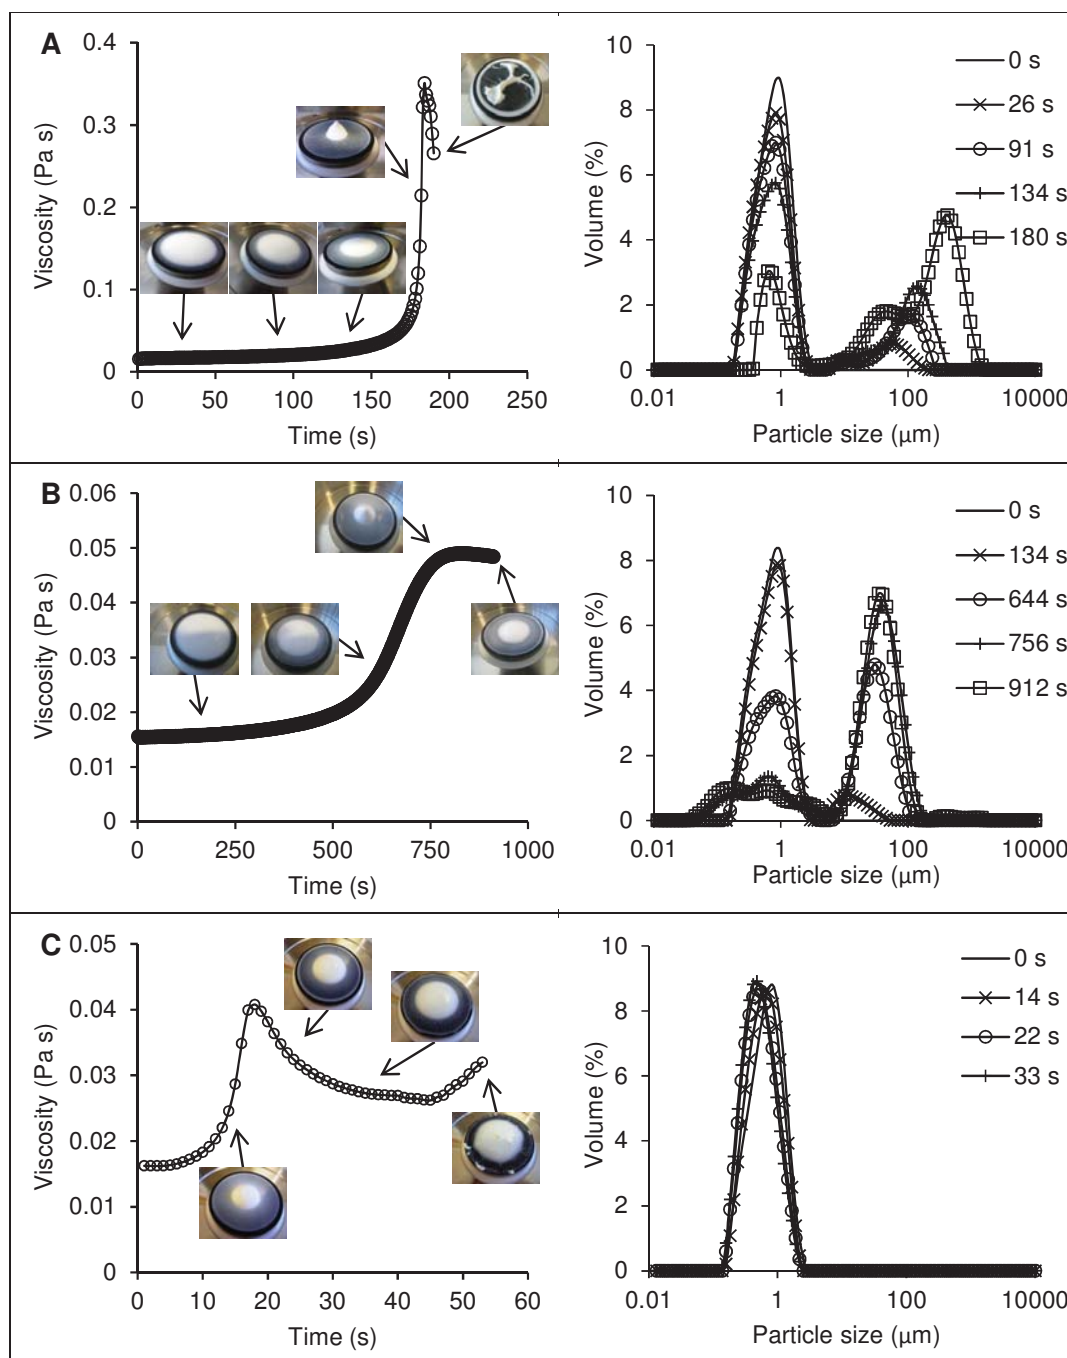 A
0.4
0.3
0.2
0.1
0
Viscosity (Pa s)
0 50 100 150 200 250
Time (s)
10
8
6
4
2
0
Volume (%)
0.01 1 100 10000
Particle size (µm)
0 s
26 s
91 s
134 s
180 s
B
0.06
0.05
0.04
0.03
0.02
0.01
0
Viscosity (Pa s)
0 250 500 750 1000
Time (s)
10
8
6
4
2
0
Volume (%)
0.01 1 100 10000
Particle size (µm)
0 s
134 s
644 s
756 s
912 s
C
0.05
0.04
0.03
0.02
0.01
0.00
Viscosity (Pa s)
0 10 20 30 40 50 60
Time (s)
10
8
6
4
2
0
Volume (%)
0.01 1 100 10000
Particle size (µm)
0 s
14 s
22 s
33 s